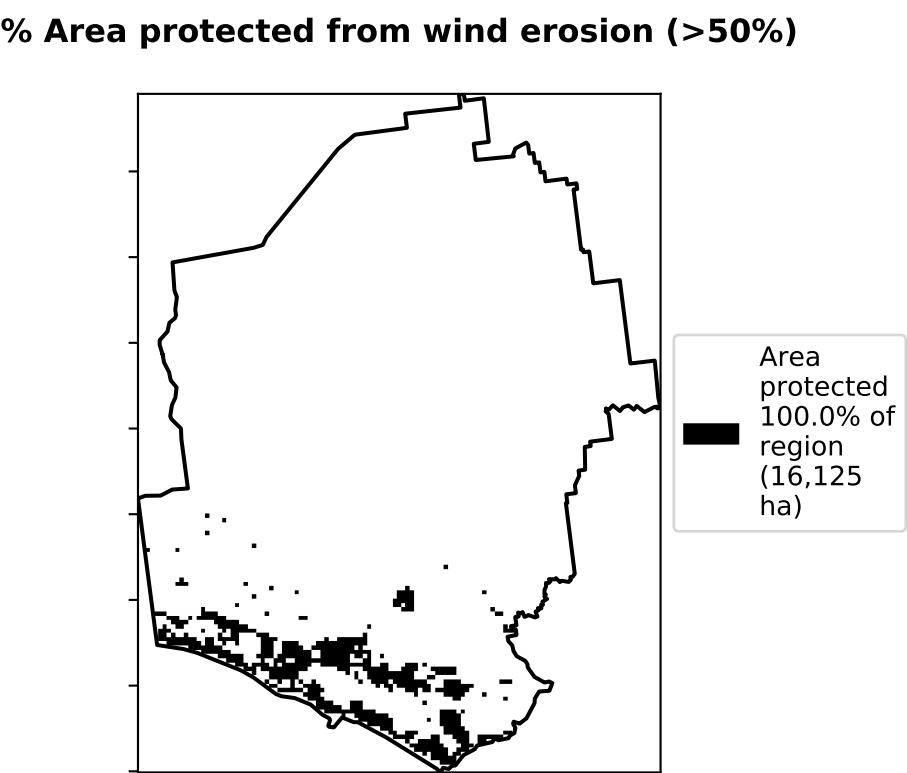 % Area protected from wind erosion (>50%)
Area
protected
100.0% of
region
(16,125
ha)